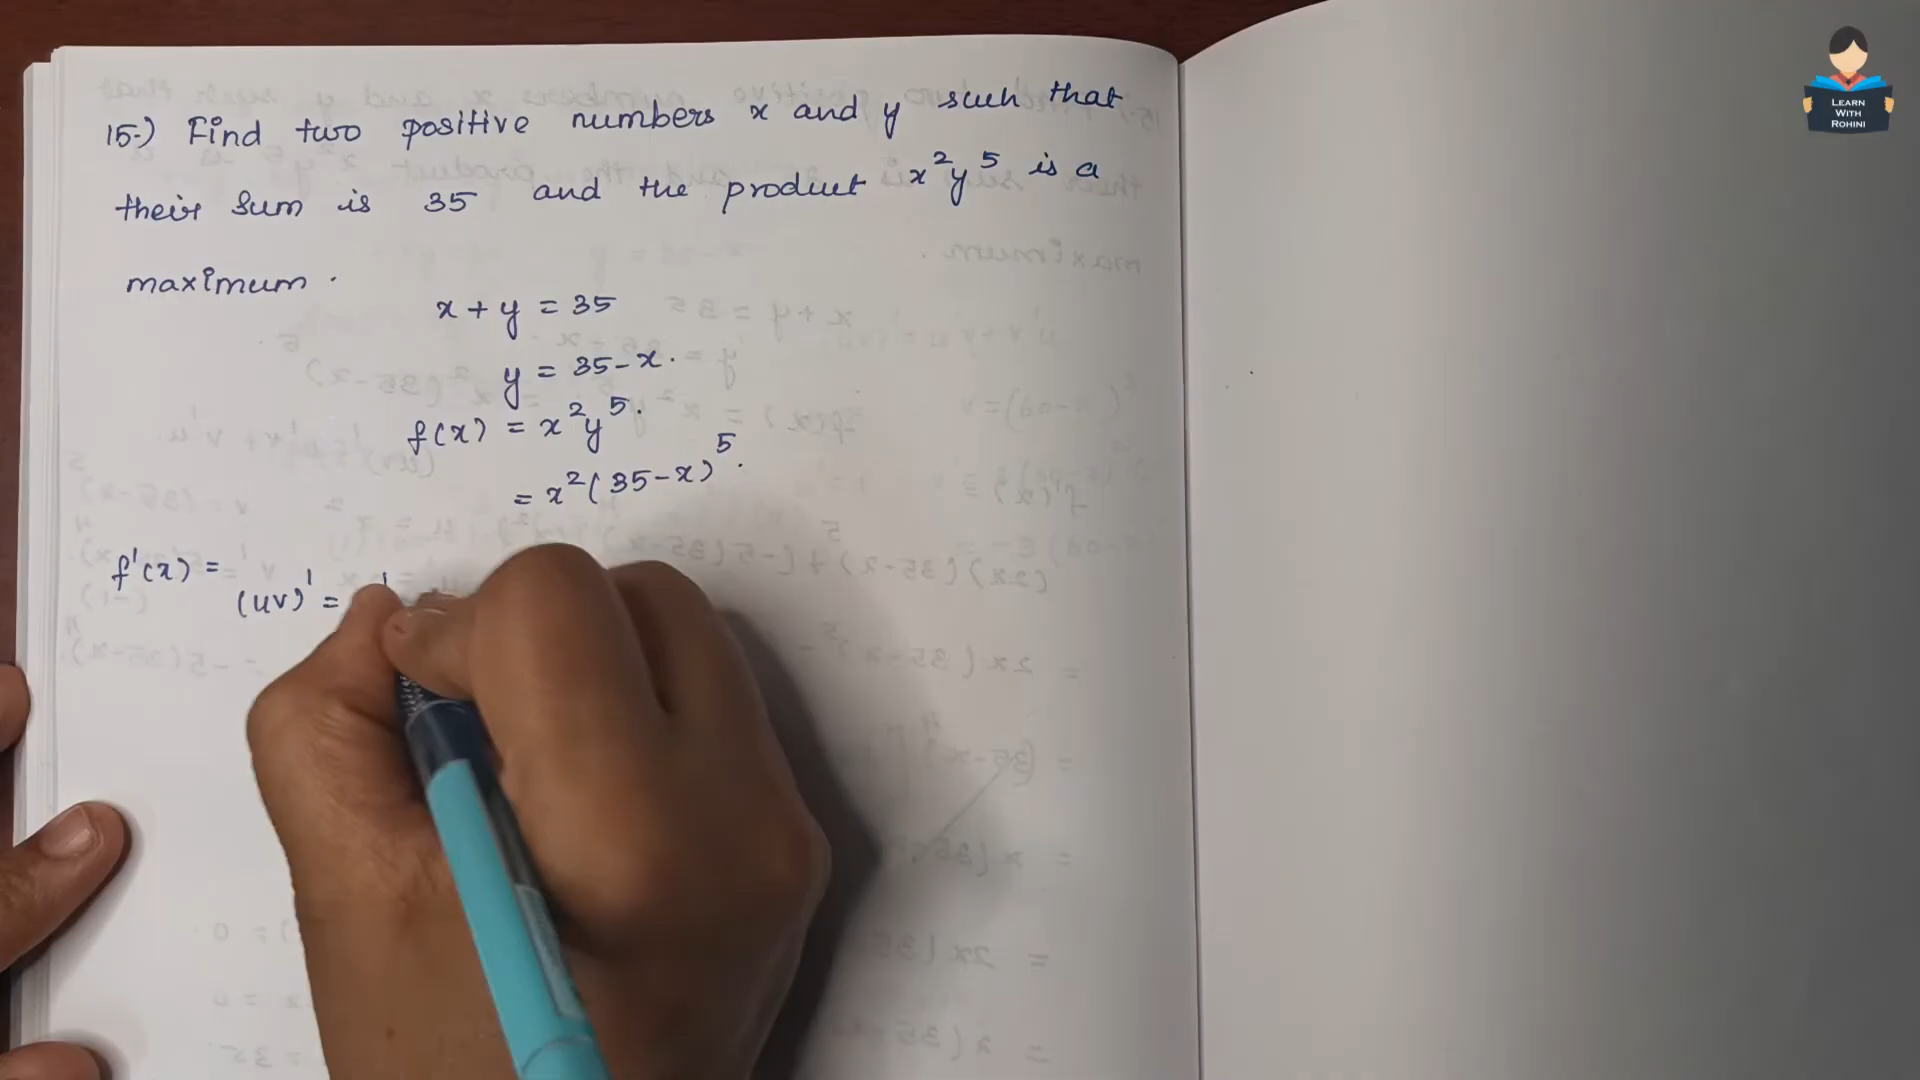 15.) Find two positive numbers x and y such that
their sum is 35 and the product x²y⁵ is a
maximum.
x + y = 35
y = 35 - x.
f(x) = x²y⁵.
= x²(35 - x)⁵.
f'(x) =
(uv)' =
LEARN
WITH
ROHINI